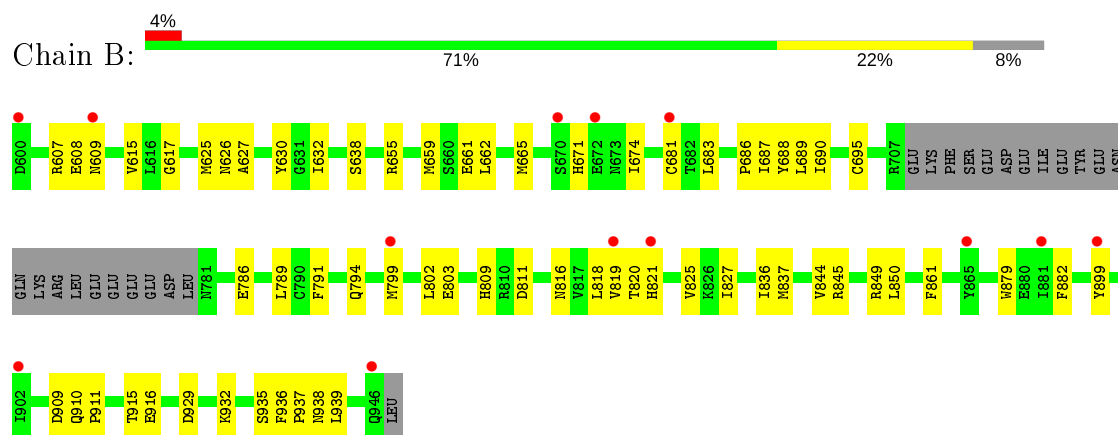 4%
Chain B:
71% 22% 8%
D600 R607 E608 N609 V615 L616 G617 M625 N626 A627 Y630 G631 I632 S638 R655 M659 S660 E661 L662 M665 S670 H671 E672 N673 I674 C681 T682 L683 P686 I687 Y688 L689 I690 C695 R707 GLU LYS PHE SER GLU ASP GLU ILE GLU TYR GLU ASN
GLN LYS ARG LEU GLU GLU GLU GLU ASP LEU N781 E786 L789 C790 F791 Q794 M799 L802 E803 H809 R810 D811 N816 V817 L818 V819 T820 H821 V825 K826 I827 I836 M837 V844 R845 R849 L850 F861 Y865 W879 E880 I881 F882 Y899
I902 D909 Q910 P911 T915 E916 D929 K932 S935 F936 P937 N938 L939 Q946 LEU